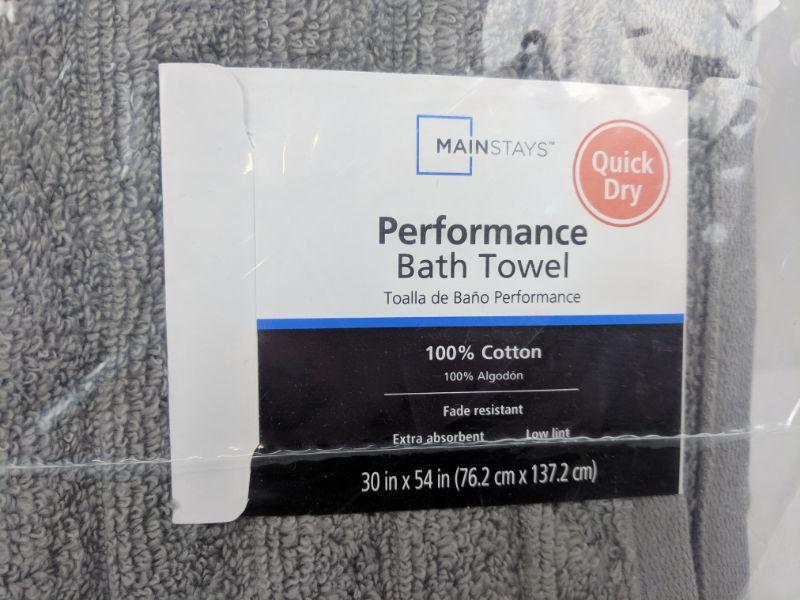 MAINSTAYS™
Quick
Dry
Performance
Bath Towel
Toalla de Baño Performance
100% Cotton
100% Algodón
Fade resistant
Extra absorbent Low lint
30 in x 54 in (76.2 cm x 137.2 cm)